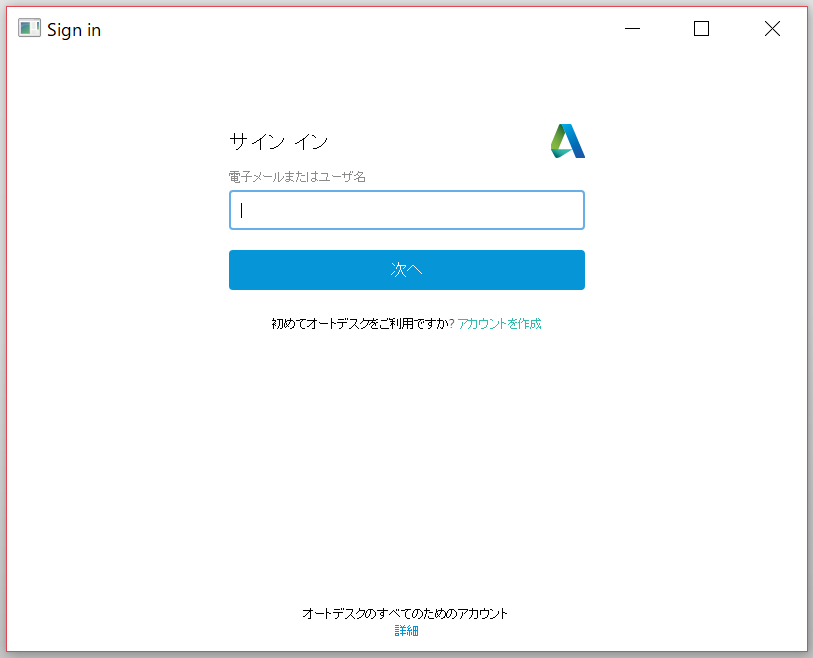 Sign in
サイン イン
電子メールまたはユーザ名
次へ
初めてオートデスクをご利用ですか? アカウントを作成
オートデスクのすべてのためのアカウント
詳細